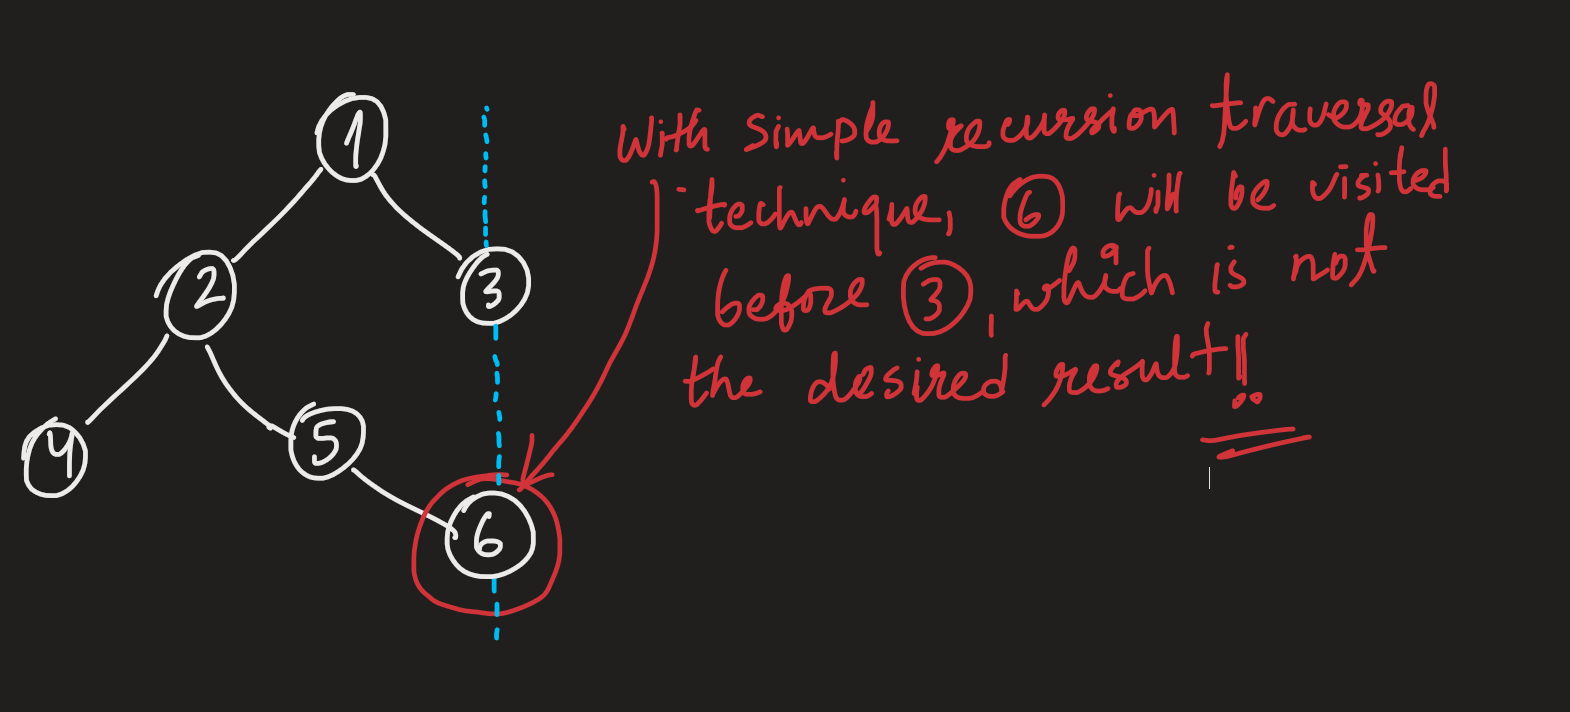 1
2
3
4
5
6
With simple recursion traversal
technique, 6 will be visited
before 3, which is not
the desired result!!